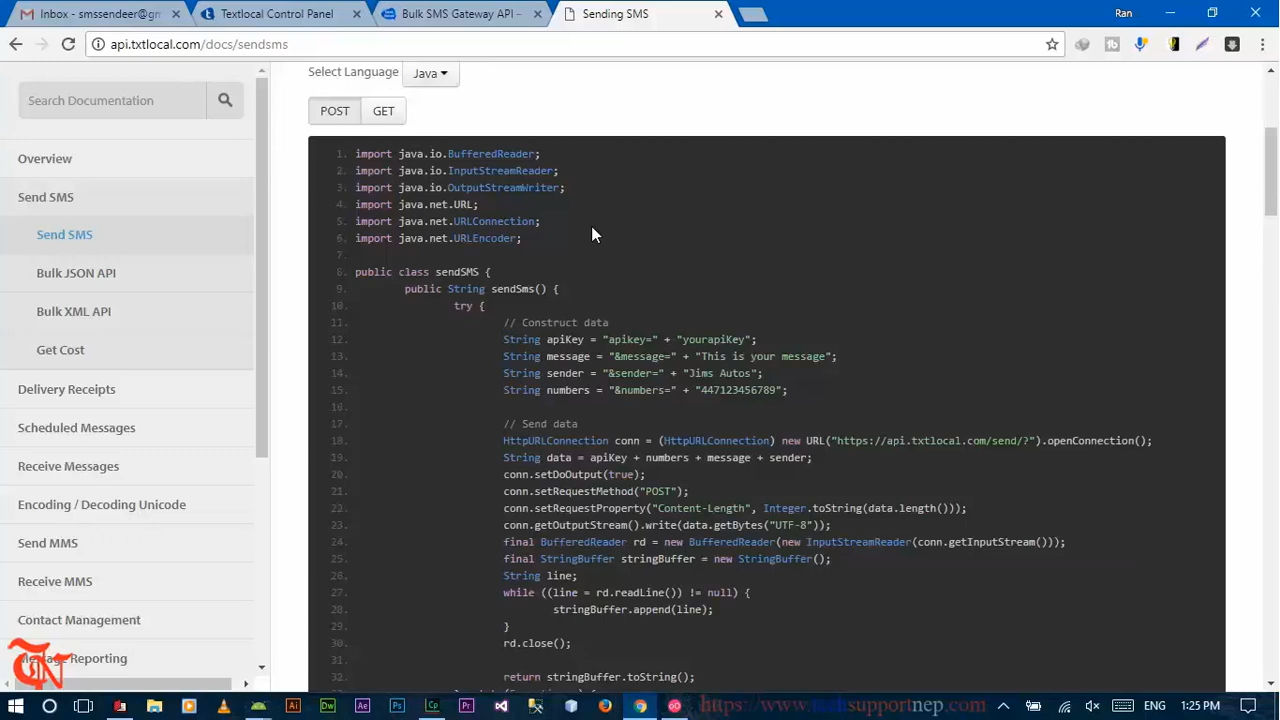 Inbox - smssendeer@gm
Textlocal Control Panel
Bulk SMS Gateway API –
Sending SMS
Ran
api.txtlocal.com/docs/sendsms
Search Documentation
Overview
Send SMS
Send SMS
Bulk JSON API
Bulk XML API
Get Cost
Delivery Receipts
Scheduled Messages
Receive Messages
Encoding / Decoding Unicode
Send MMS
Receive MMS
Contact Management
Message Reporting
Select Language Java
POST GET
1. import java.io.BufferedReader;
2. import java.io.InputStreamReader;
3. import java.io.OutputStreamWriter;
4. import java.net.URL;
5. import java.net.URLConnection;
6. import java.net.URLEncoder;
7.
8. public class sendSMS {
9. public String sendSms() {
10. try {
11. // Construct data
12. String apiKey = "apikey=" + "yourapiKey";
13. String message = "&message=" + "This is your message";
14. String sender = "&sender=" + "Jims Autos";
15. String numbers = "&numbers=" + "447123456789";
16.
17. // Send data
18. HttpURLConnection conn = (HttpURLConnection) new URL("https://api.txtlocal.com/send/?").openConnection();
19. String data = apiKey + numbers + message + sender;
20. conn.setDoOutput(true);
21. conn.setRequestMethod("POST");
22. conn.setRequestProperty("Content-Length", Integer.toString(data.length()));
23. conn.getOutputStream().write(data.getBytes("UTF-8"));
24. final BufferedReader rd = new BufferedReader(new InputStreamReader(conn.getInputStream()));
25. final StringBuffer stringBuffer = new StringBuffer();
26. String line;
27. while ((line = rd.readLine()) != null) {
28. stringBuffer.append(line);
29. }
30. rd.close();
31.
32. return stringBuffer.toString();
ENG 1:25 PM